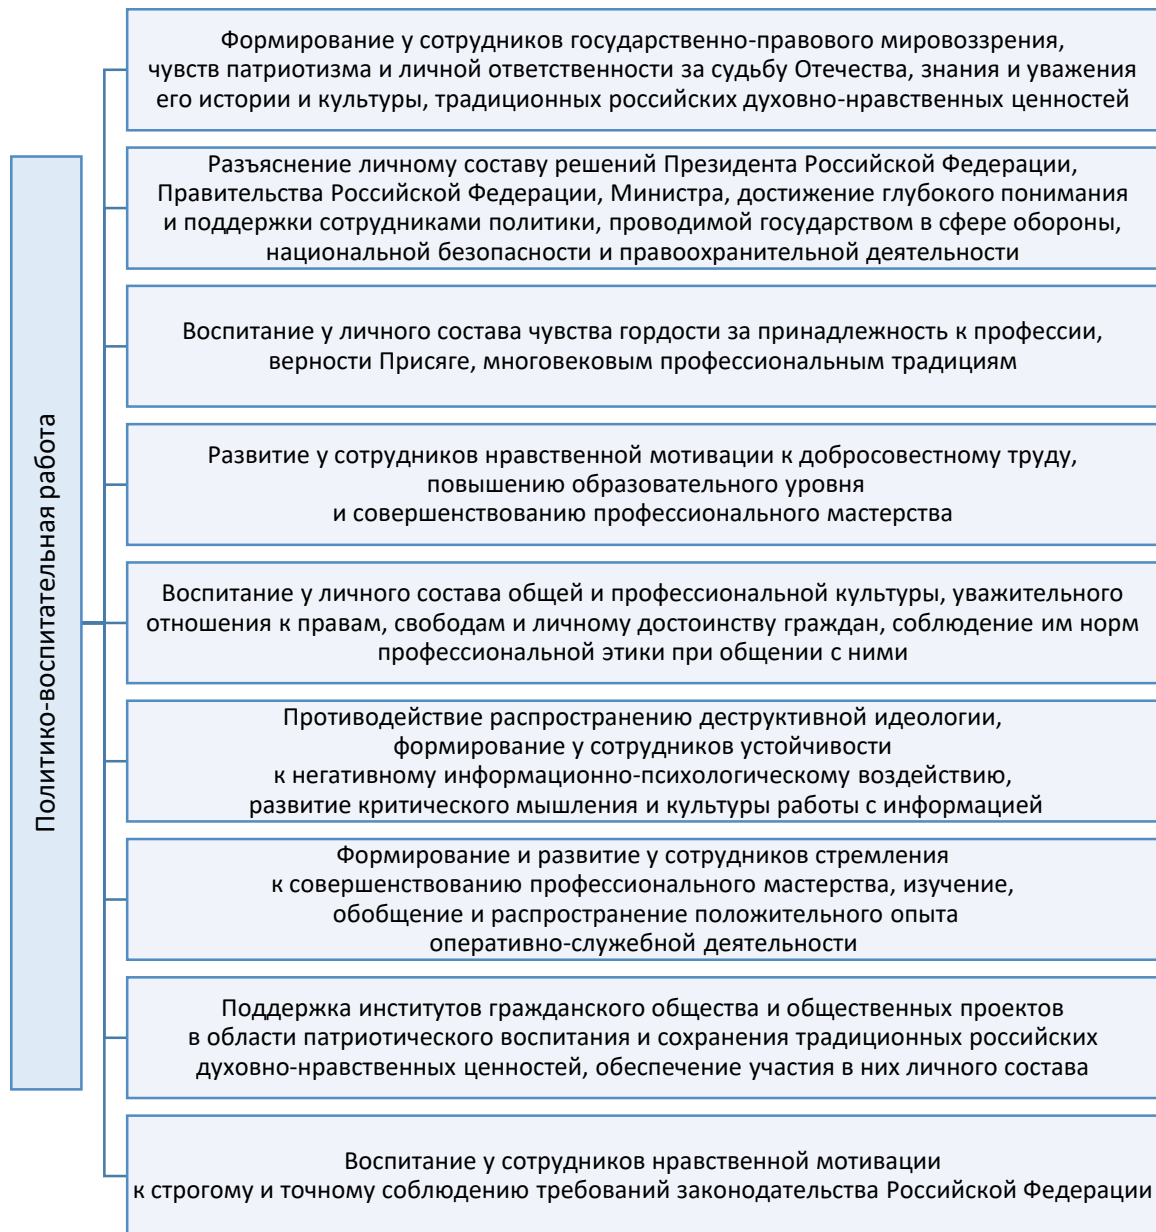 Политико-воспитательная работа
Формирование у сотрудников государственно-правового мировоззрения,
чувств патриотизма и личной ответственности за судьбу Отечества, знания и уважения
его истории и культуры, традиционных российских духовно-нравственных ценностей
Разъяснение личному составу решений Президента Российской Федерации,
Правительства Российской Федерации, Министра, достижение глубокого понимания
и поддержки сотрудниками политики, проводимой государством в сфере обороны,
национальной безопасности и правоохранительной деятельности
Воспитание у личного состава чувства гордости за принадлежность к профессии,
верности Присяге, многовековым профессиональным традициям
Развитие у сотрудников нравственной мотивации к добросовестному труду,
повышению образовательного уровня
и совершенствованию профессионального мастерства
Воспитание у личного состава общей и профессиональной культуры, уважительного
отношения к правам, свободам и личному достоинству граждан, соблюдение им норм
профессиональной этики при общении с ними
Противодействие распространению деструктивной идеологии,
формирование у сотрудников устойчивости
к негативному информационно-психологическому воздействию,
развитие критического мышления и культуры работы с информацией
Формирование и развитие у сотрудников стремления
к совершенствованию профессионального мастерства, изучение,
обобщение и распространение положительного опыта
оперативно-служебной деятельности
Поддержка институтов гражданского общества и общественных проектов
в области патриотического воспитания и сохранения традиционных российских
духовно-нравственных ценностей, обеспечение участия в них личного состава
Воспитание у сотрудников нравственной мотивации
к строгому и точному соблюдению требований законодательства Российской Федерации